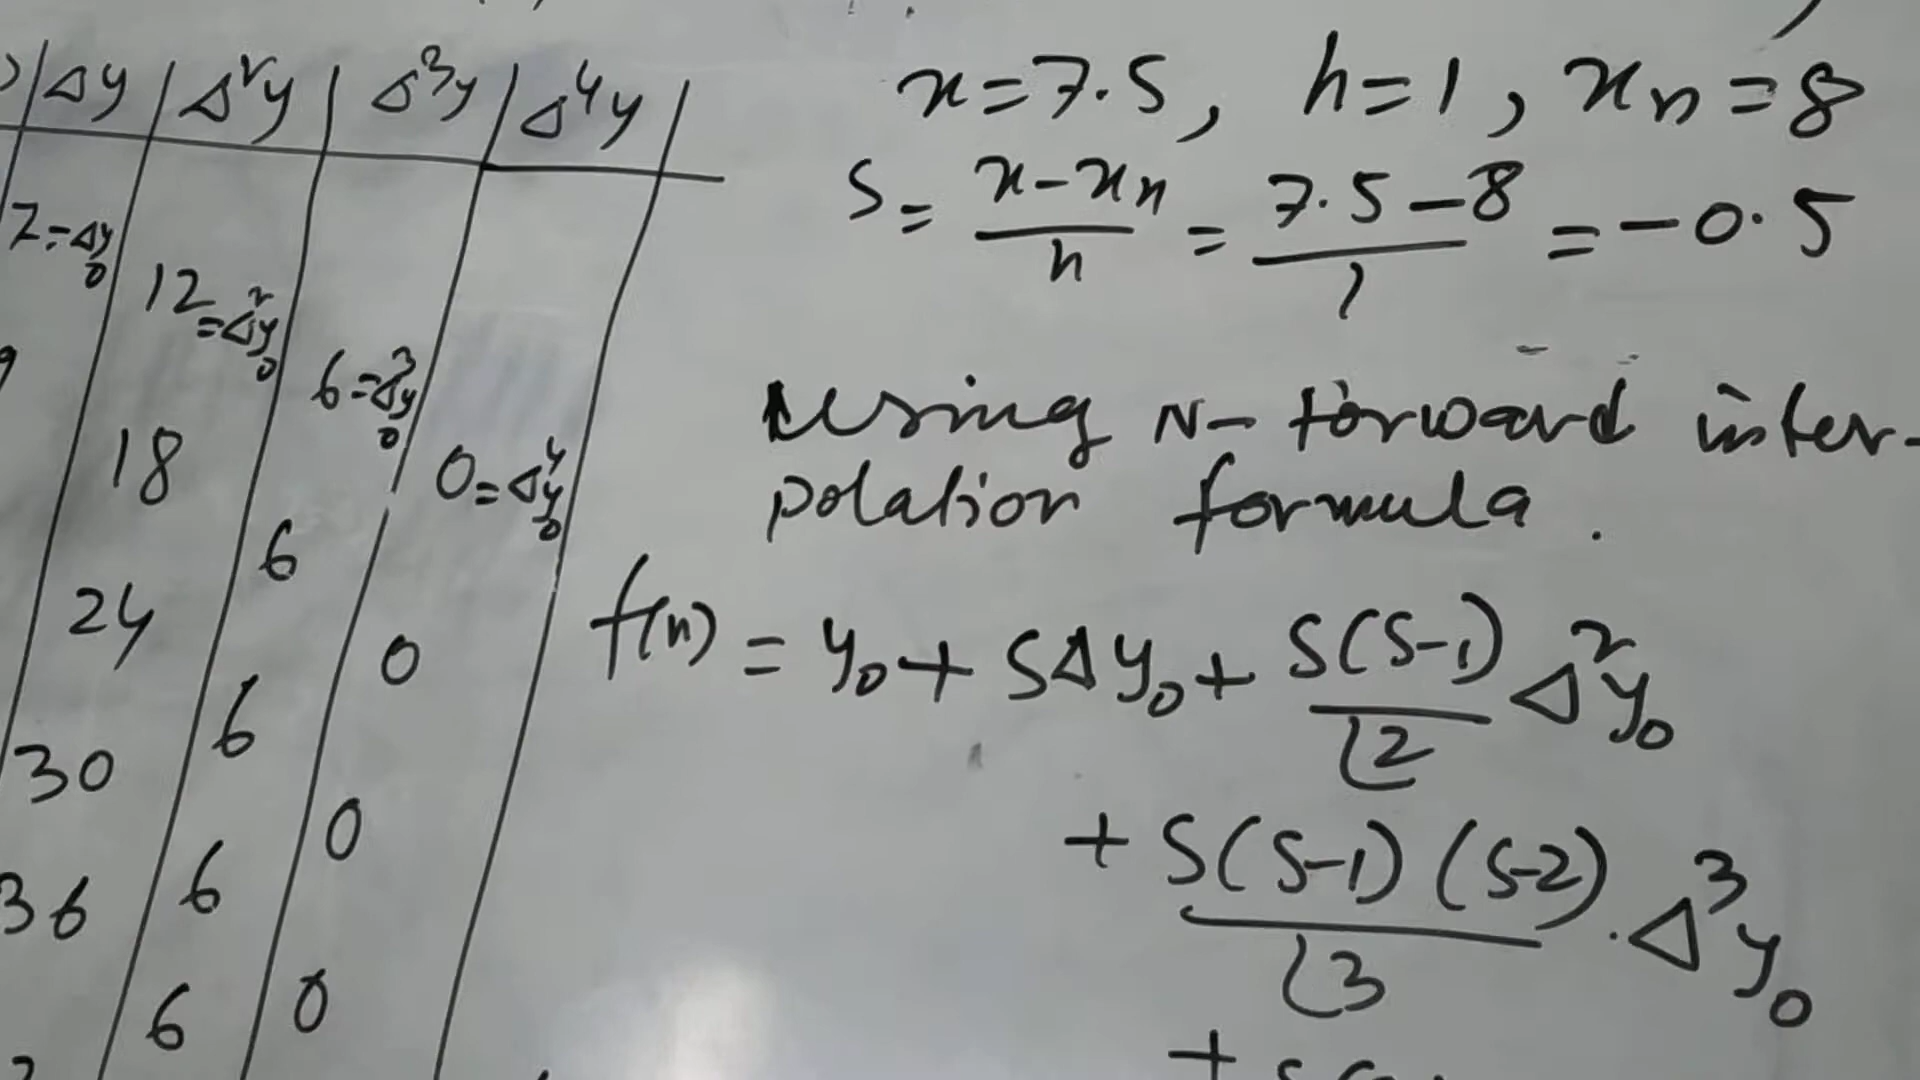 Δy | Δ²y | Δ³y | Δ⁴y
7=Δy₀
12=Δ²y₀
6=Δ³y₀
18
0=Δ⁴y₀
6
24
0
6
30
0
6
36
0
6
x=7.5, h=1, xₙ=8
S = (x-xₙ)/h = (7.5-8)/1 = -0.5
Using N-forward inter-
polation formula.
f(n) = y₀ + SΔy₀ + S(S-1)/⌊2 Δ²y₀
+ S(S-1)(S-2)/⌊3 . Δ³y₀
+ S(